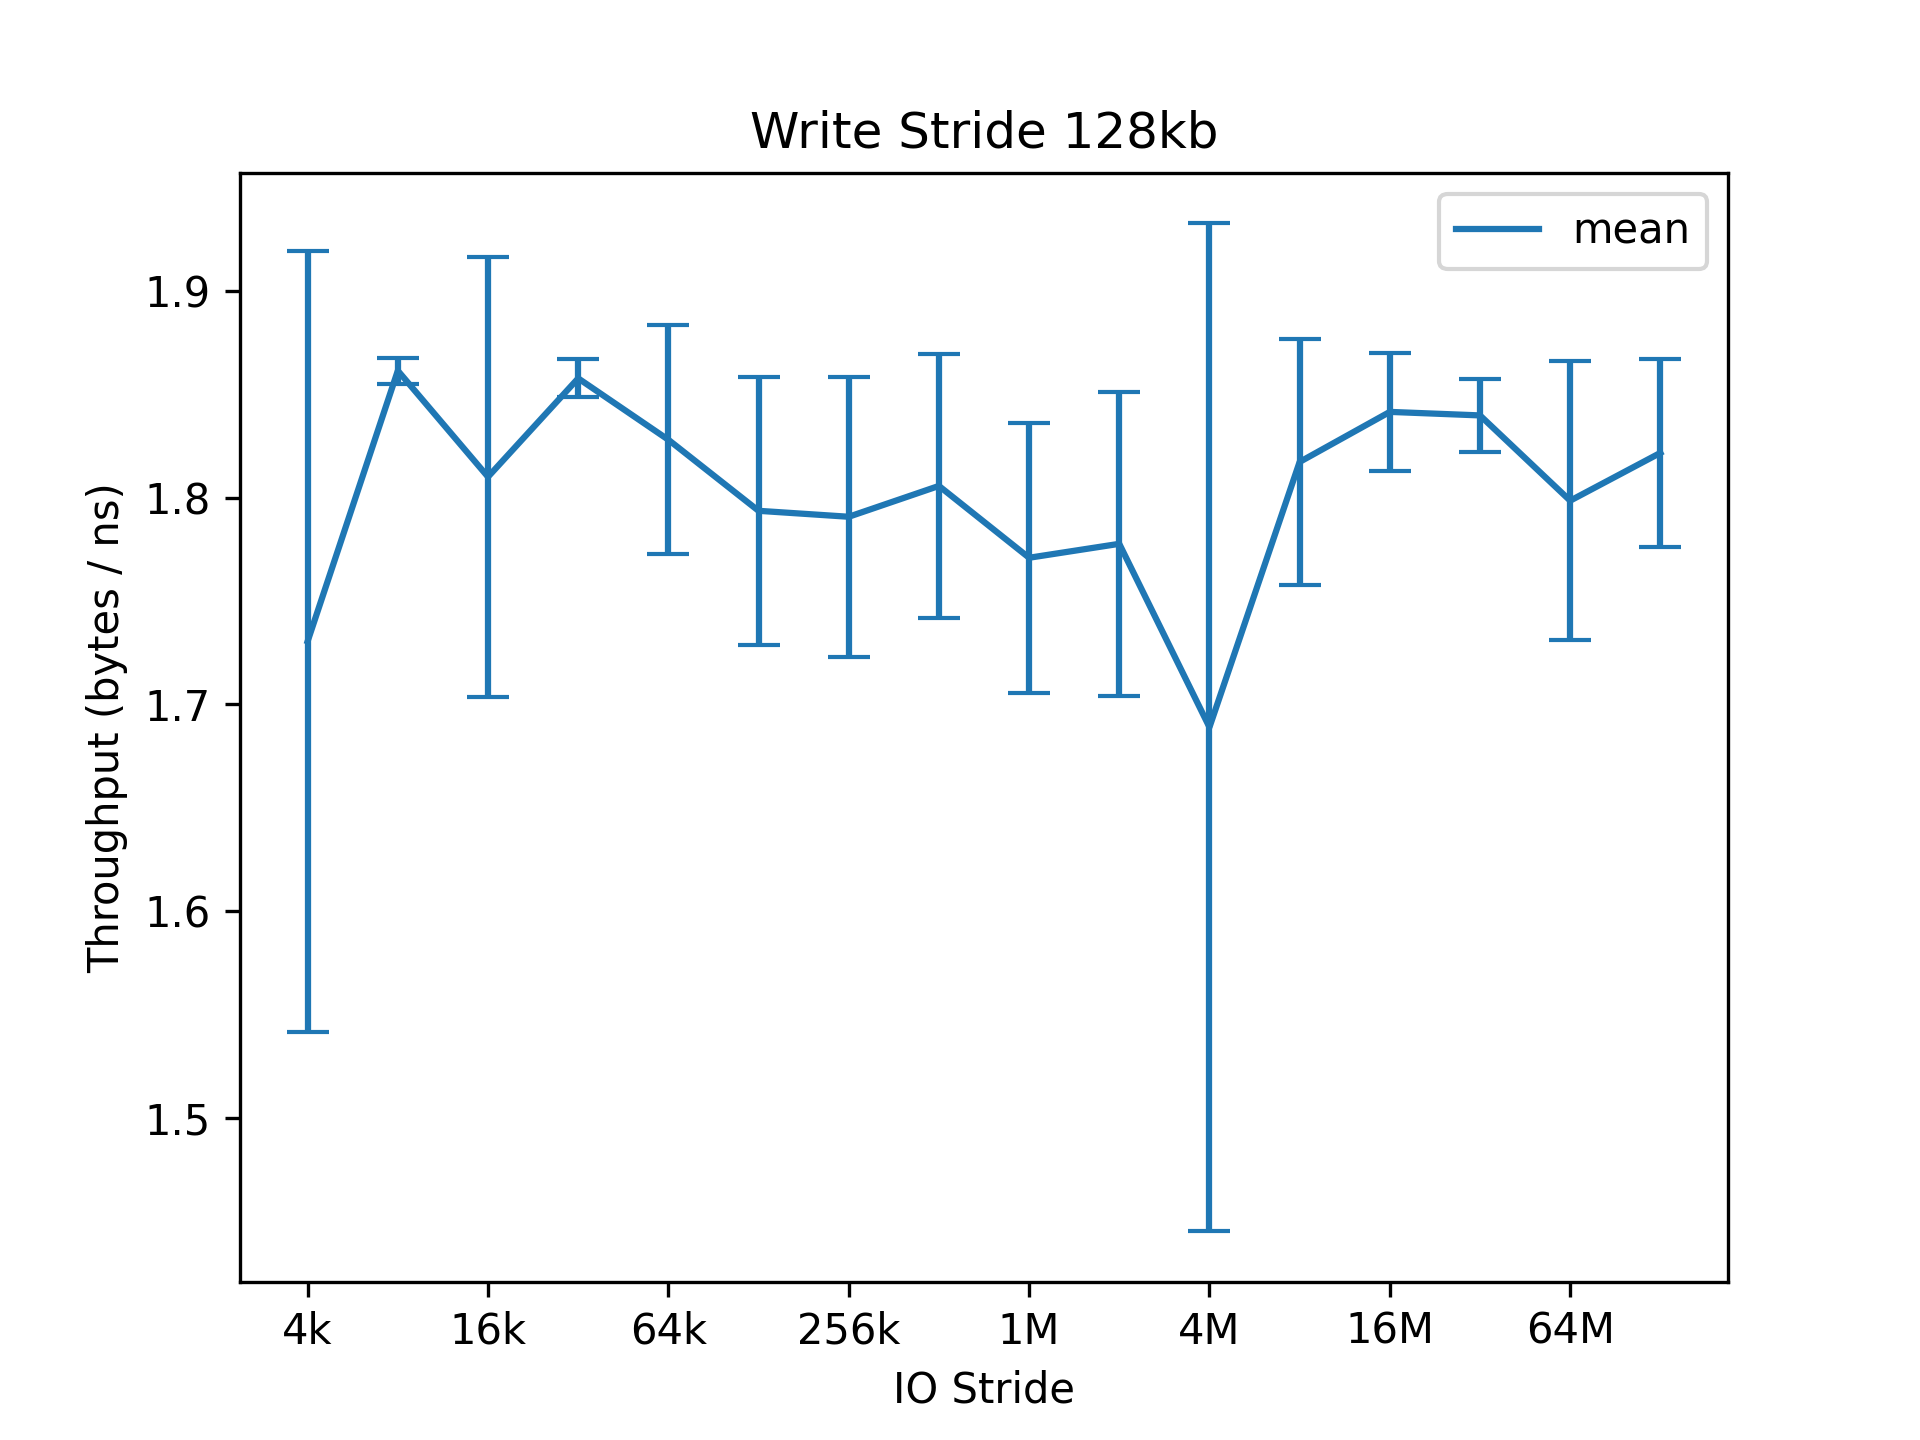 Write Stride 128kb
mean
1.9
1.8
1.7
1.6
1.5
Throughput (bytes / ns)
4k 16k 64k 256k 1M 4M 16M 64M
IO Stride